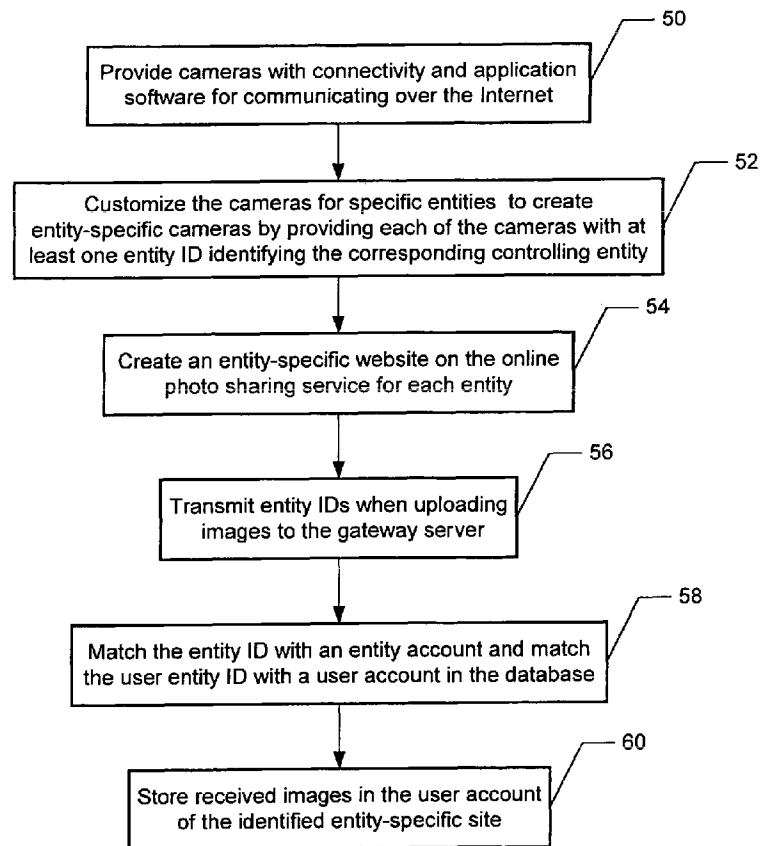 50
Provide cameras with connectivity and application
software for communicating over the Internet
52
Customize the cameras for specific entities to create
entity-specific cameras by providing each of the cameras with at
least one entity ID identifying the corresponding controlling entity
54
Create an entity-specific website on the online
photo sharing service for each entity
56
Transmit entity IDs when uploading
images to the gateway server
58
Match the entity ID with an entity account and match
the user entity ID with a user account in the database
60
Store received images in the user account
of the identified entity-specific site